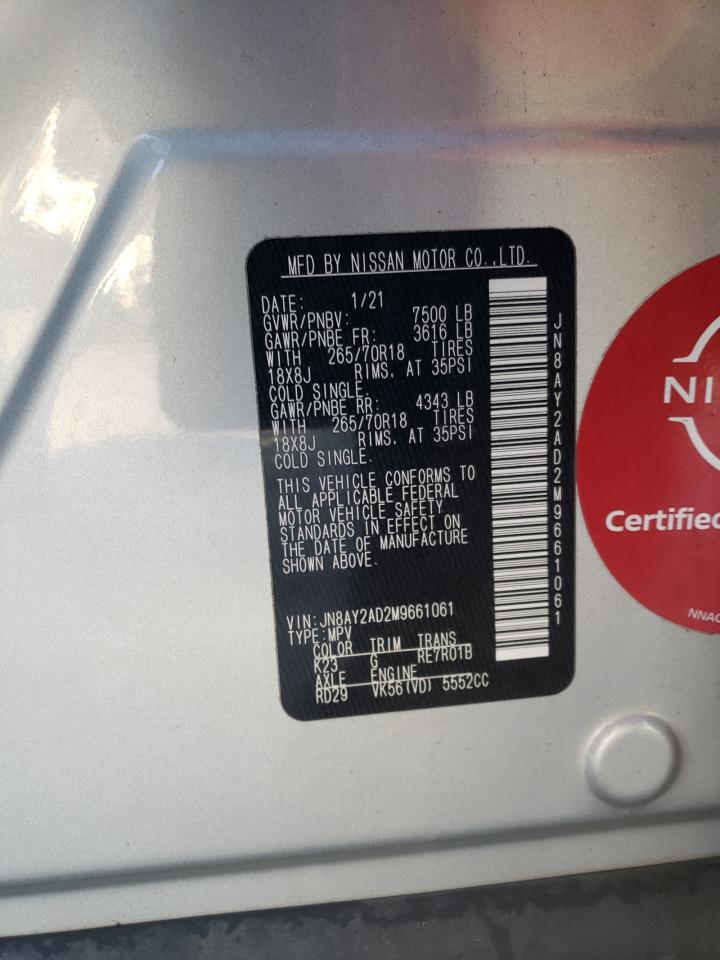 MFD BY NISSAN MOTOR CO.,LTD.
DATE: 1/21
GVWR/PNBV: 7500 LB
GAWR/PNBE FR: 3616 LB
WITH 265/70R18 TIRES
18X8J RIMS, AT 35PSI
COLD SINGLE.
GAWR/PNBE RR: 4343 LB
WITH 265/70R18 TIRES
18X8J RIMS, AT 35PSI
COLD SINGLE.
THIS VEHICLE CONFORMS TO
ALL APPLICABLE FEDERAL
MOTOR VEHICLE SAFETY
STANDARDS IN EFFECT ON
THE DATE OF MANUFACTURE
SHOWN ABOVE.
VIN:JN8AY2AD2M9661061
TYPE:MPV
COLOR TRIM TRANS
K23 G RE7R01B
AXLE ENGINE
RD29 VK56(VD) 5552CC
JN8AY2AD2M9661061
NI
Certified
NNAC